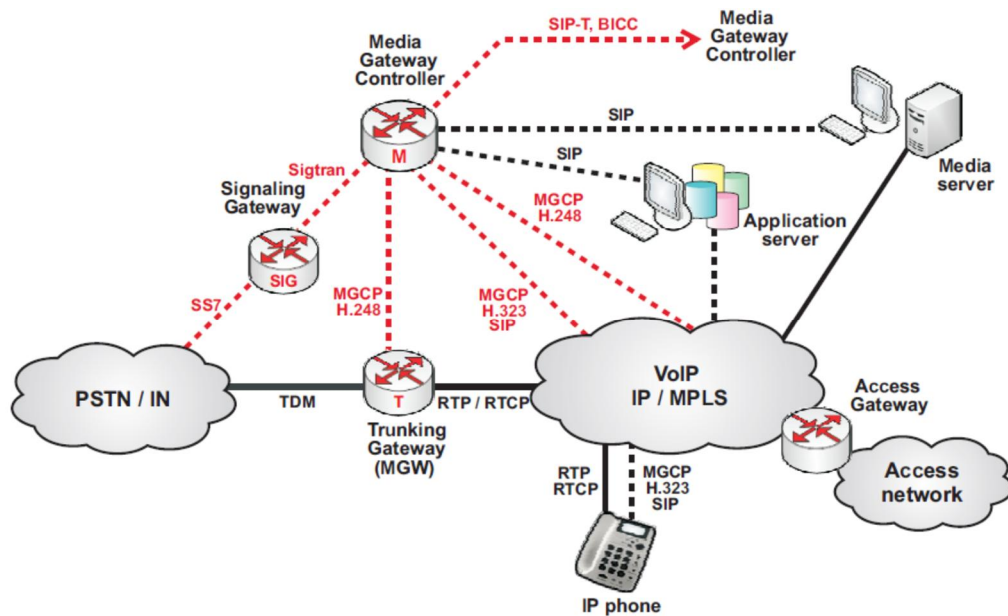 SIP-T, BICC
Media
Gateway
Controller
Media
Gateway
Controller
SIP
M
SIP
Media
server
Sigtran
Signaling
Gateway
MGCP
H.248
Application
server
SIG
SS7
MGCP
H.248
MGCP
H.323
SIP
PSTN / IN
TDM
T
RTP / RTCP
Trunking
Gateway
(MGW)
VoIP
IP / MPLS
Access
Gateway
Access
network
RTP
RTCP
MGCP
H.323
SIP
IP phone